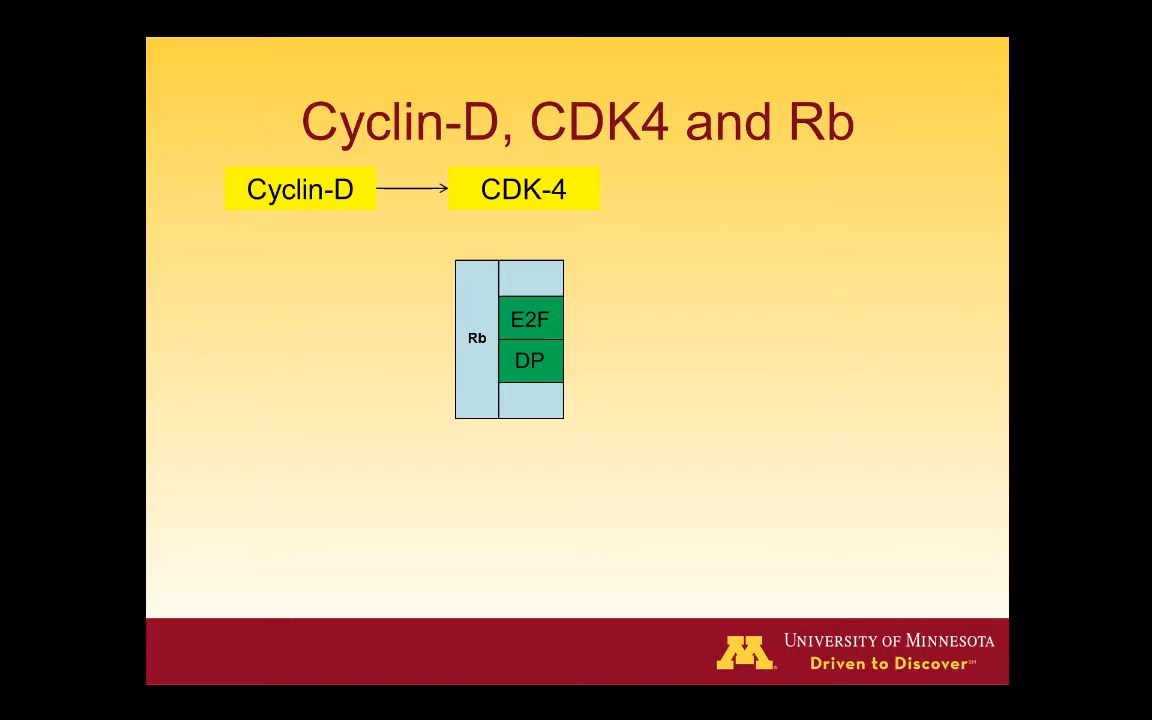 Cyclin-D, CDK4 and Rb
Cyclin-D
CDK-4
E2F
Rb
DP
UNIVERSITY OF MINNESOTA
Driven to Discover℠